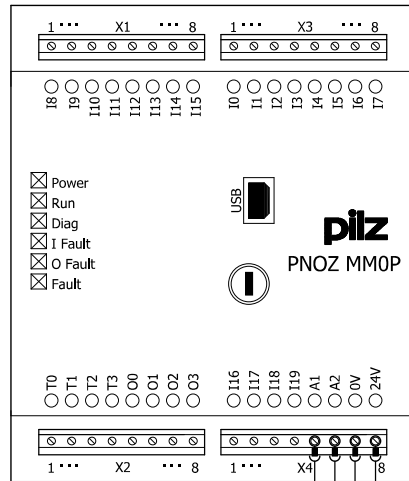 1 ··· X1 ··· 8 1 ··· X3 ··· 8
I8 I9 I10 I11 I12 I13 I14 I15 I0 I1 I2 I3 I4 I5 I6 I7
Power
Run
Diag
I Fault
O Fault
Fault
USB
pilz
PNOZ MM0P
T0 T1 T2 T3 O0 O1 O2 O3 I16 I17 I18 I19 A1 A2 0V 24V
1 ··· X2 ··· 8 1 ··· X4 8